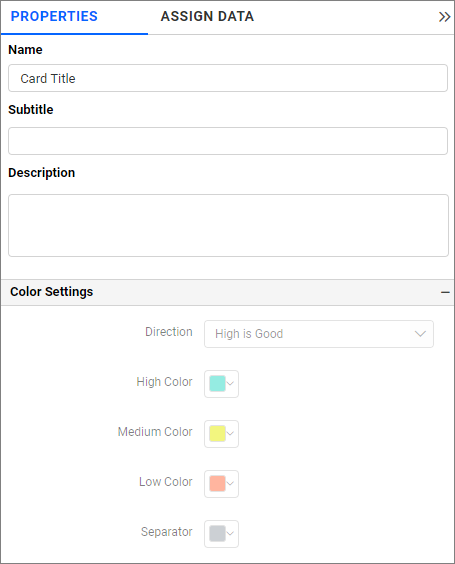 PROPERTIES ASSIGN DATA
Name
Card Title
Subtitle
Description
Color Settings
Direction High is Good
High Color
Medium Color
Low Color
Separator